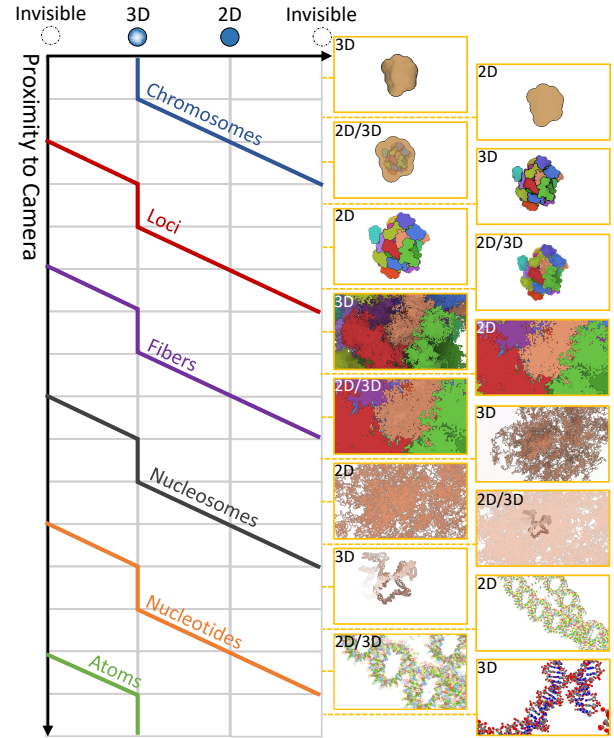 Invisible
3D
2D
Invisible
Proximity to Camera
Chromosomes
Loci
Fibers
Nucleosomes
Nucleotides
Atoms
3D
2D
2D/3D
3D
2D
2D/3D
3D
2D
2D/3D
3D
2D
2D/3D
3D
2D
2D/3D
3D